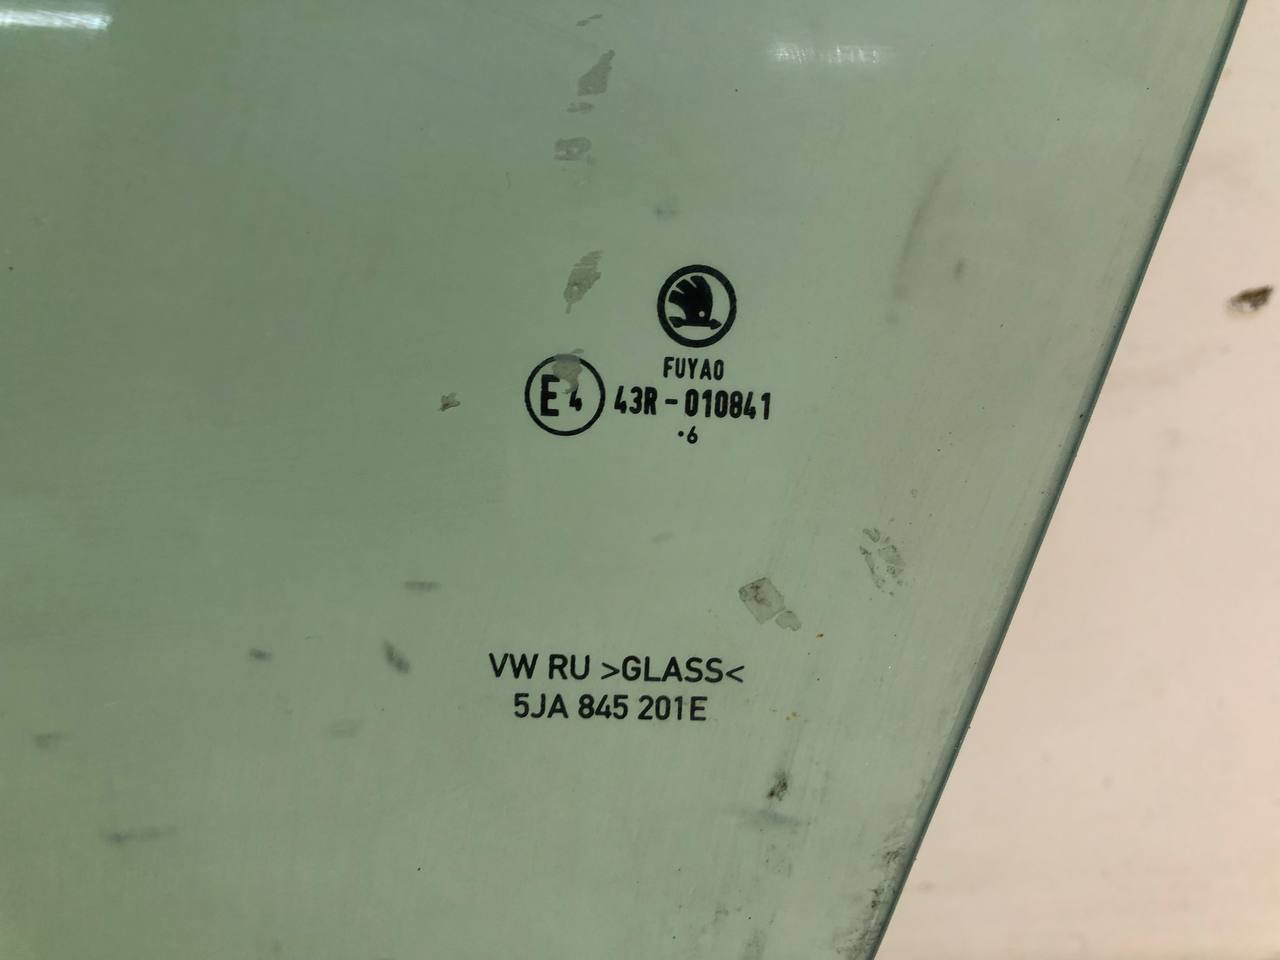 FUYAO
E4 43R-010841
·6
VW RU >GLASS<
5JA 845 201E